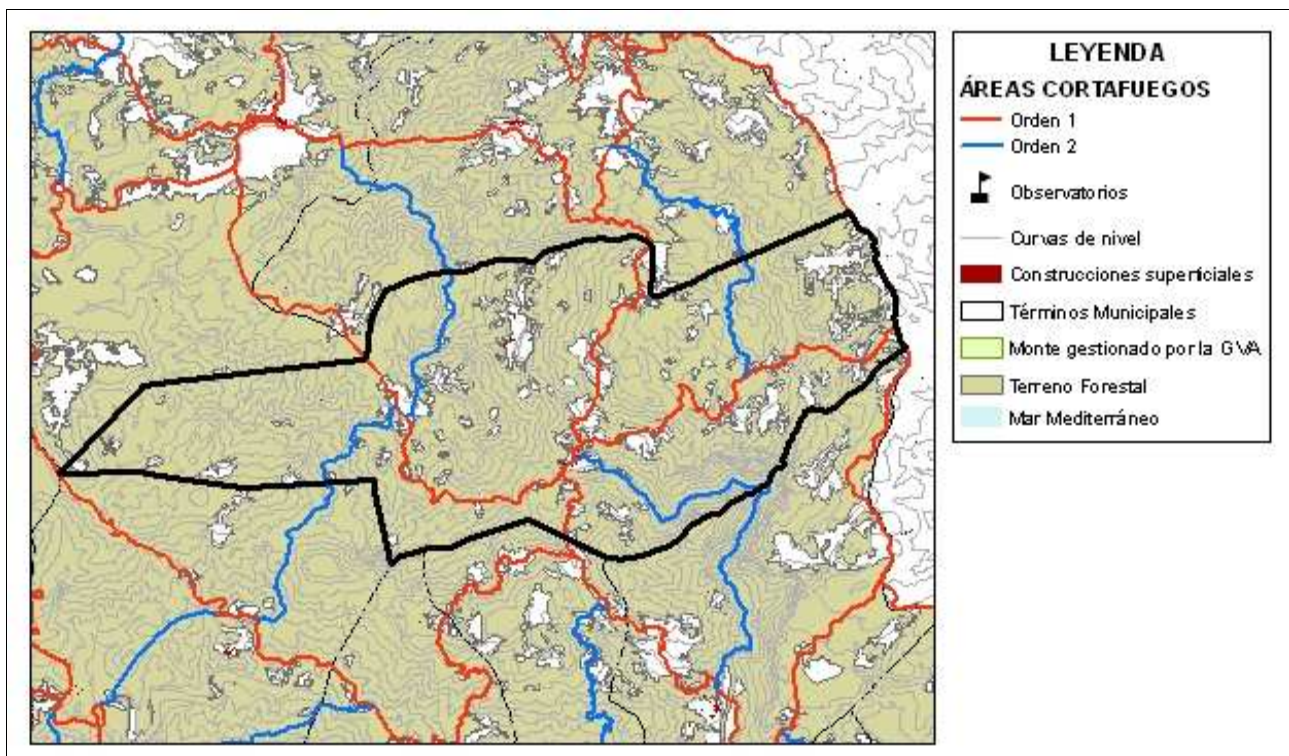 LEYENDA
ÁREAS CORTAFUEGOS
Orden 1
Orden 2
Observatorios
Curvas de nivel
Construcciones superficiales
Términos Municipales
Monte gestionado por la GVA
Terreno Forestal
Mar Mediterráneo